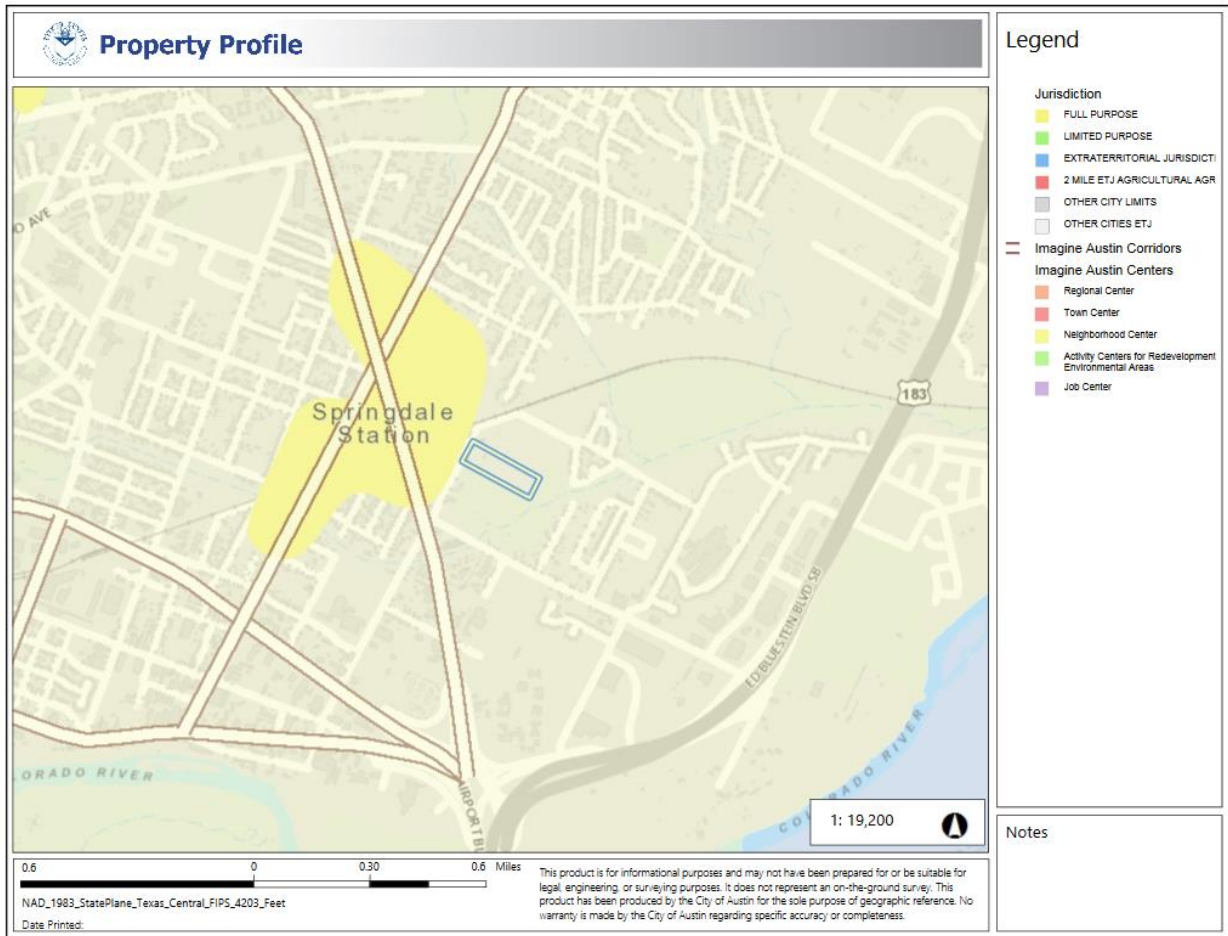 Property Profile
Legend
Jurisdiction
FULL PURPOSE
LIMITED PURPOSE
EXTRATERRITORIAL JURISDICTI
2 MILE ETJ AGRICULTURAL AGR
OTHER CITY LIMITS
OTHER CITIES ETJ
Imagine Austin Corridors
Imagine Austin Centers
Regional Center
Town Center
Neighborhood Center
Activity Centers for Redevelopment
Environmental Areas
Job Center
O AVE
183
Springdale
Station
ED BLUESTEIN BLVD SB
ORADO RIVER
AIRPORT BL
COLORADO RIVER
1: 19,200
Notes
0.6 0 0.30 0.6 Miles
NAD_1983_StatePlane_Texas_Central_FIPS_4203_Feet
Date Printed:
This product is for informational purposes and may not have been prepared for or be suitable for
legal, engineering, or surveying purposes. It does not represent an on-the-ground survey. This
product has been produced by the City of Austin for the sole purpose of geographic reference. No
warranty is made by the City of Austin regarding specific accuracy or completeness.